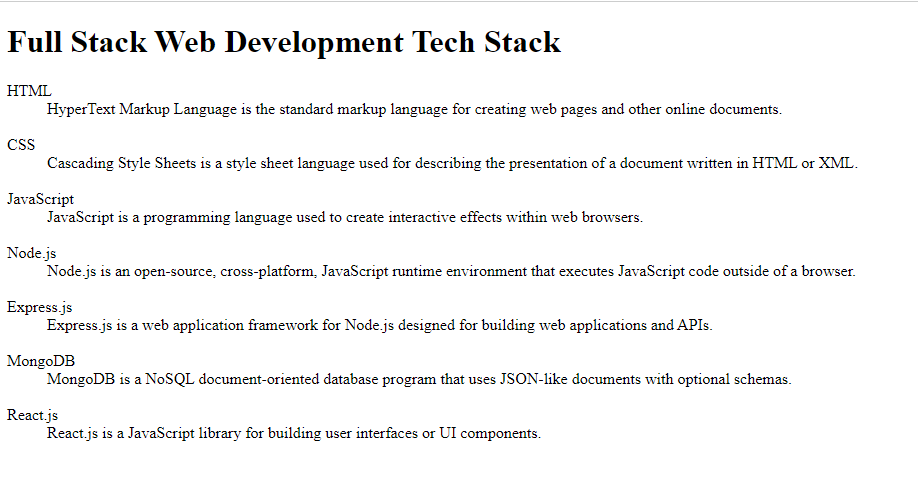 Full Stack Web Development Tech Stack
HTML
HyperText Markup Language is the standard markup language for creating web pages and other online documents.
CSS
Cascading Style Sheets is a style sheet language used for describing the presentation of a document written in HTML or XML.
JavaScript
JavaScript is a programming language used to create interactive effects within web browsers.
Node.js
Node.js is an open-source, cross-platform, JavaScript runtime environment that executes JavaScript code outside of a browser.
Express.js
Express.js is a web application framework for Node.js designed for building web applications and APIs.
MongoDB
MongoDB is a NoSQL document-oriented database program that uses JSON-like documents with optional schemas.
React.js
React.js is a JavaScript library for building user interfaces or UI components.